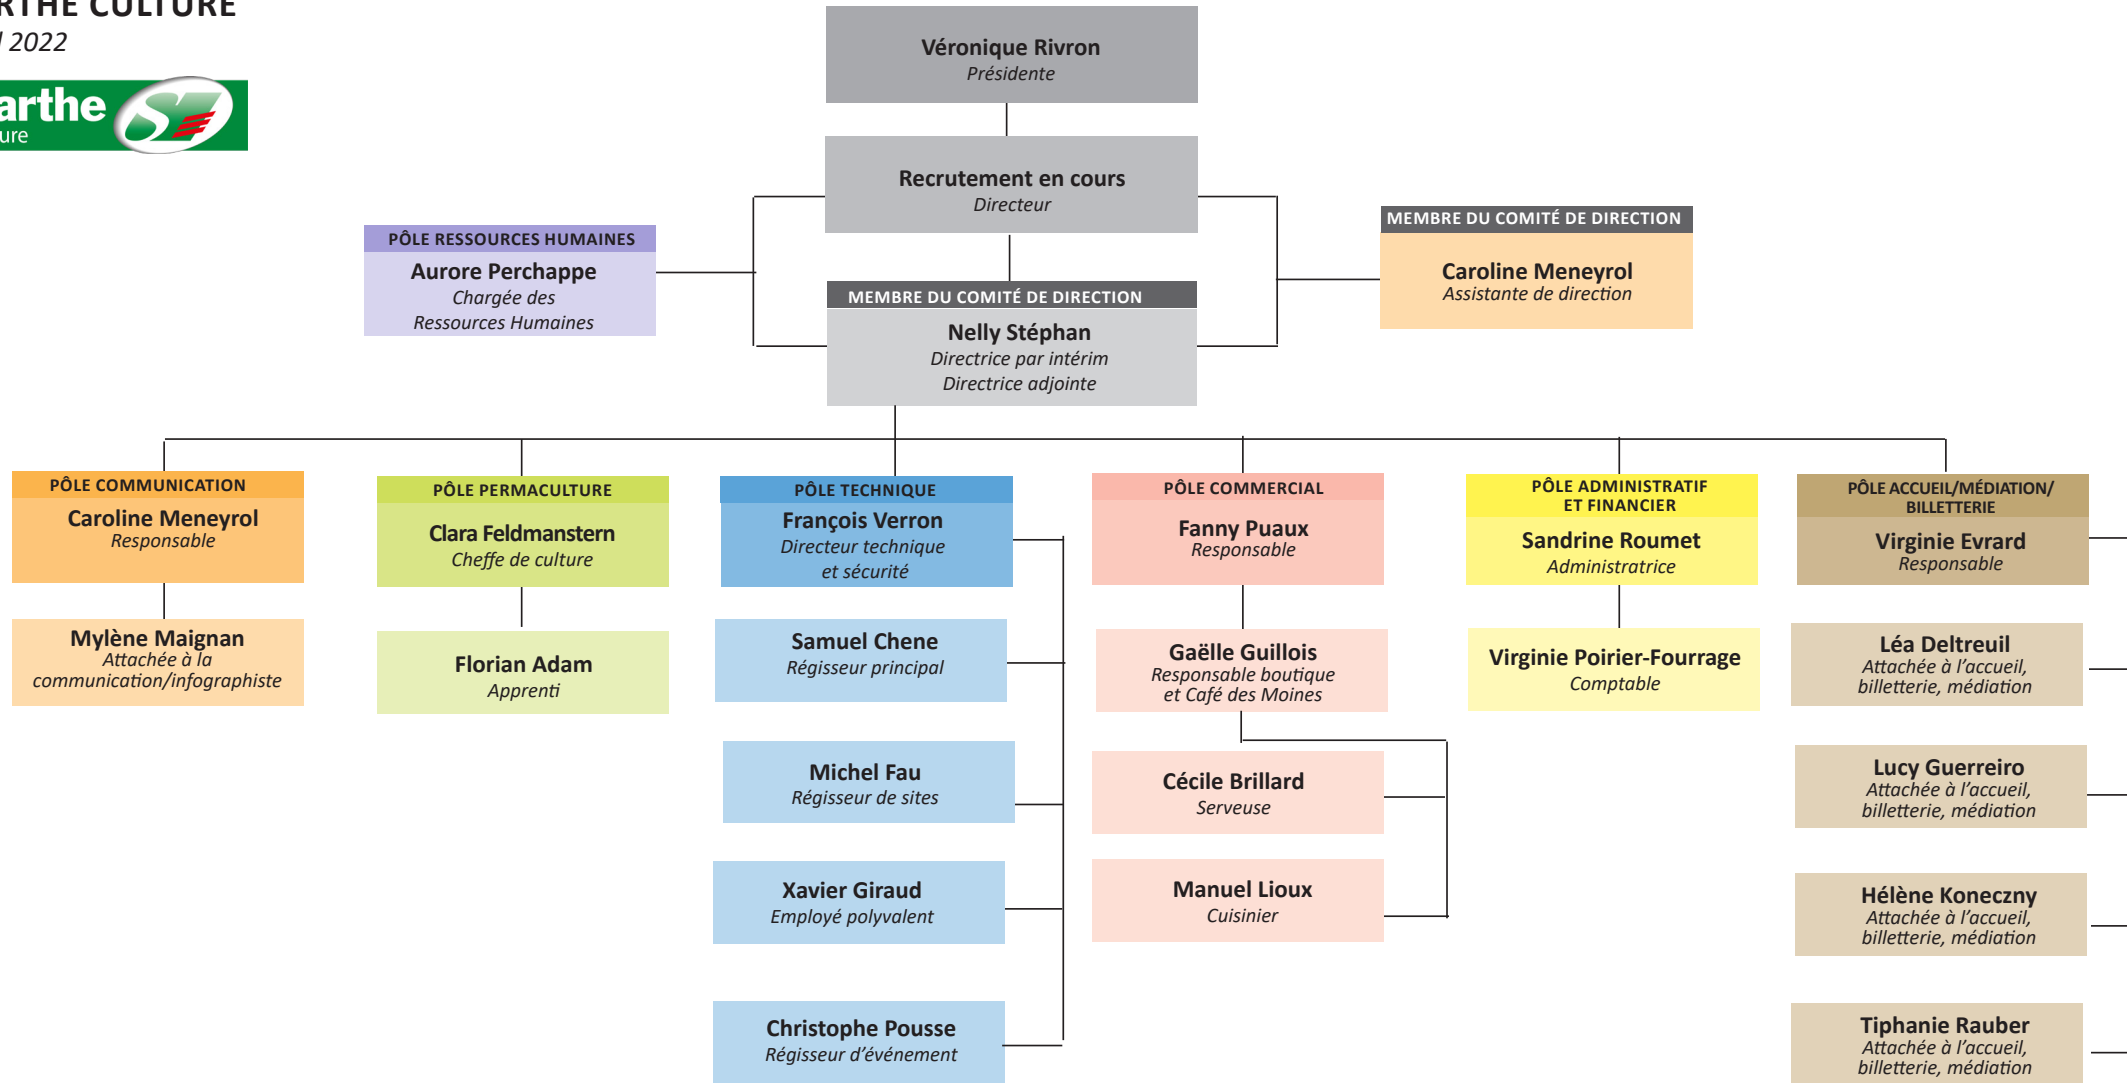 RTHE CULTURE
2022
arthe
ure
Véronique Rivron
Présidente
Recrutement en cours
Directeur
PÔLE RESSOURCES HUMAINES
Aurore Perchappe
Chargée des
Ressources Humaines
MEMBRE DU COMITÉ DE DIRECTION
Caroline Meneyrol
Assistante de direction
MEMBRE DU COMITÉ DE DIRECTION
Nelly Stéphan
Directrice par intérim
Directrice adjointe
PÔLE COMMUNICATION
Caroline Meneyrol
Responsable
Mylène Maignan
Attachée à la
communication/infographiste
PÔLE PERMACULTURE
Clara Feldmanstern
Cheffe de culture
Florian Adam
Apprenti
PÔLE TECHNIQUE
François Verron
Directeur technique
et sécurité
Samuel Chene
Régisseur principal
Michel Fau
Régisseur de sites
Xavier Giraud
Employé polyvalent
Christophe Pousse
Régisseur d'événement
PÔLE COMMERCIAL
Fanny Puaux
Responsable
Gaëlle Guillois
Responsable boutique
et Café des Moines
Cécile Brillard
Serveuse
Manuel Lioux
Cuisinier
PÔLE ADMINISTRATIF
ET FINANCIER
Sandrine Roumet
Administratrice
Virginie Poirier-Fourrage
Comptable
PÔLE ACCUEIL/MÉDIATION/
BILLETTERIE
Virginie Evrard
Responsable
Léa Deltreuil
Attachée à l'accueil,
billetterie, médiation
Lucy Guerreiro
Attachée à l'accueil,
billetterie, médiation
Hélène Koneczny
Attachée à l'accueil,
billetterie, médiation
Tiphanie Rauber
Attachée à l'accueil,
billetterie, médiation